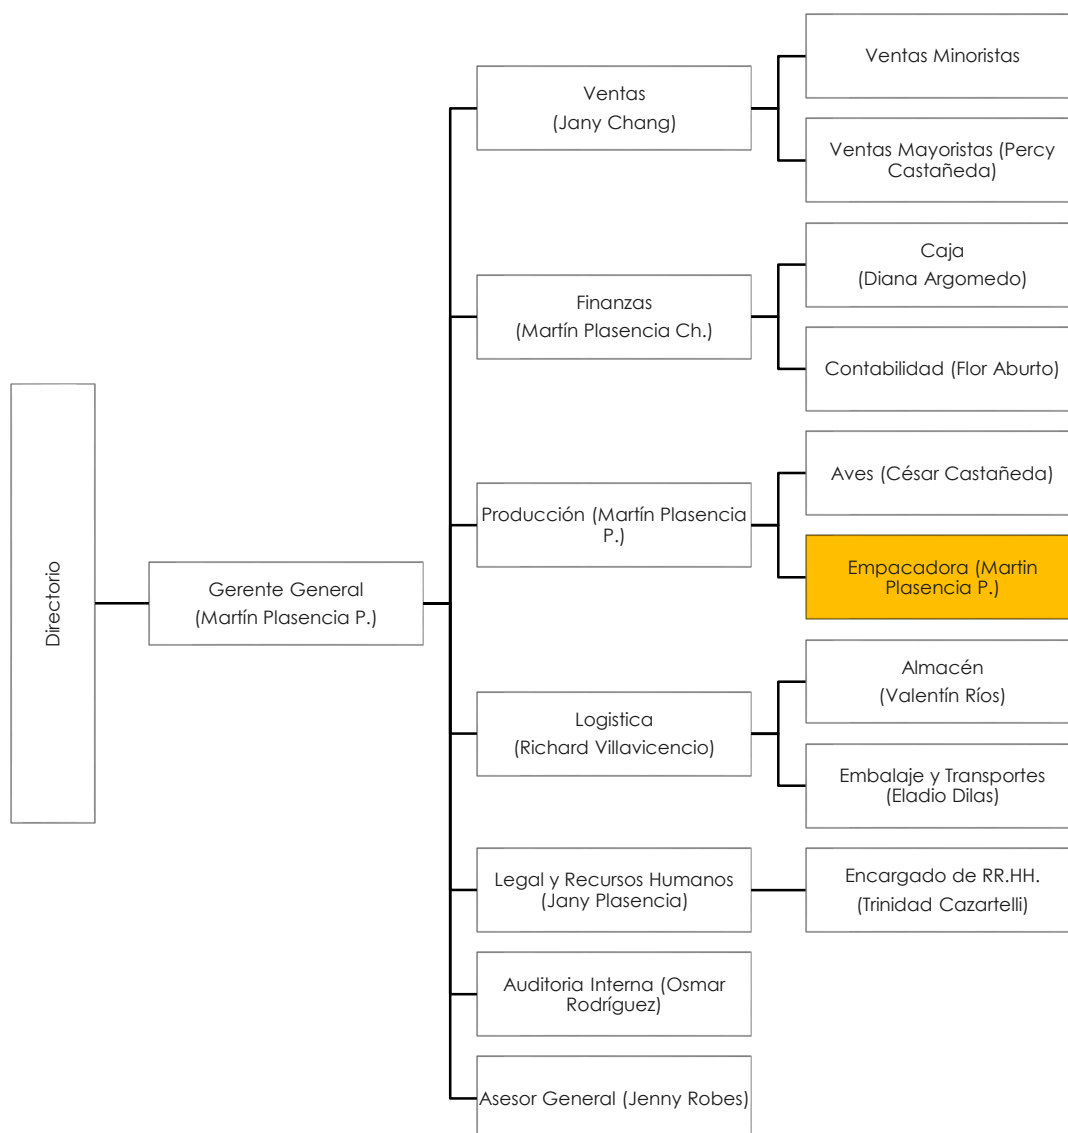 Directorio
Gerente General
(Martín Plasencia P.)
Ventas
(Jany Chang)
Ventas Minoristas
Ventas Mayoristas (Percy
Castañeda)
Finanzas
(Martín Plasencia Ch.)
Caja
(Diana Argomedo)
Contabilidad (Flor Aburto)
Producción (Martín Plasencia
P.)
Aves (César Castañeda)
Empacadora (Martin
Plasencia P.)
Logistica
(Richard Villavicencio)
Almacén
(Valentín Ríos)
Embalaje y Transportes
(Eladio Dilas)
Legal y Recursos Humanos
(Jany Plasencia)
Encargado de RR.HH.
(Trinidad Cazartelli)
Auditoria Interna (Osmar
Rodríguez)
Asesor General (Jenny Robes)